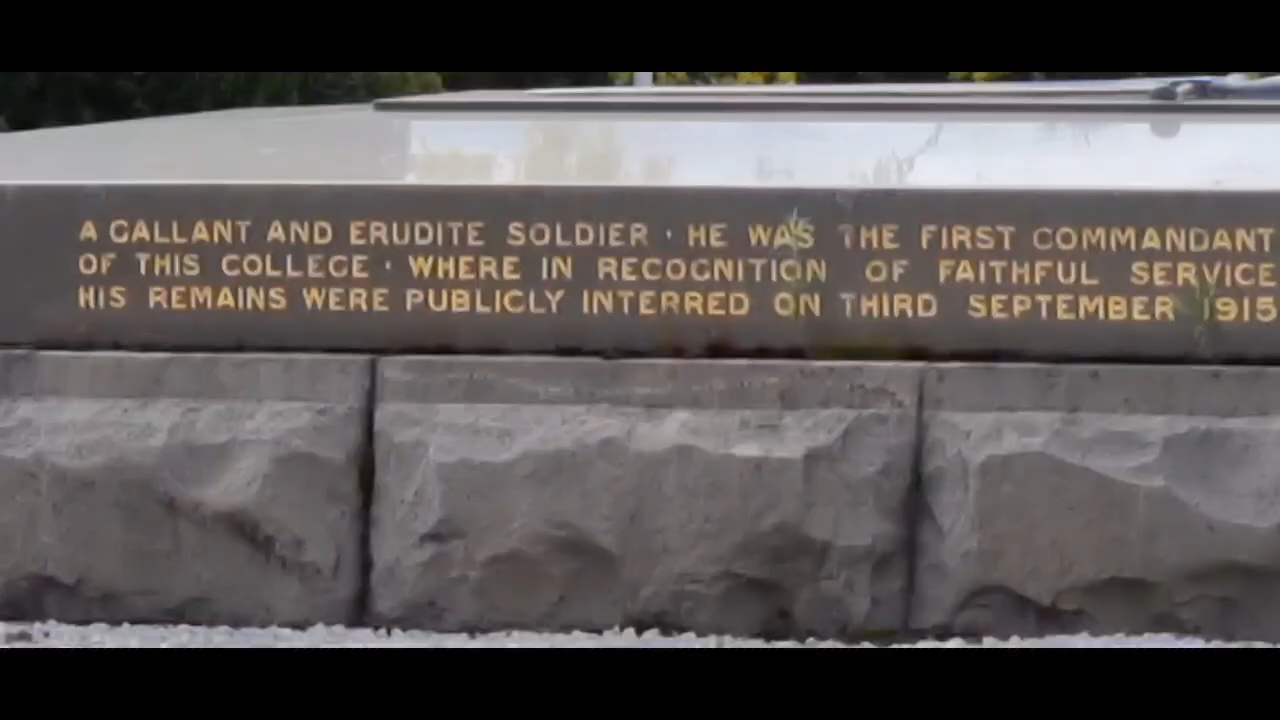 A GALLANT AND ERUDITE SOLDIER · HE WAS THE FIRST COMMANDANT
OF THIS COLLEGE · WHERE IN RECOGNITION OF FAITHFUL SERVICE
HIS REMAINS WERE PUBLICLY INTERRED ON THIRD SEPTEMBER 1915